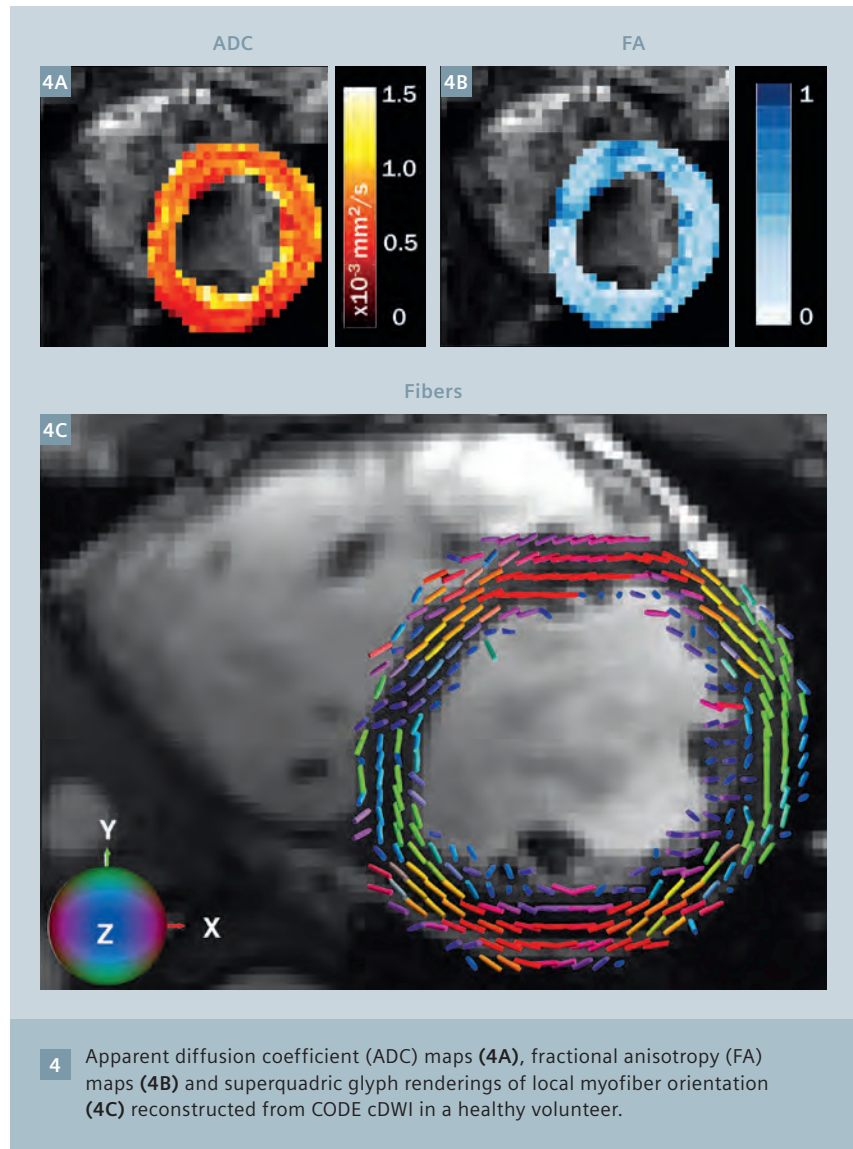 ADC
FA
4A
1.5
1.0
0.5
0
x10⁻³ mm²/s
4B
1
0
Fibers
4C
Y
Z
X
4 Apparent diffusion coefficient (ADC) maps (4A), fractional anisotropy (FA)
maps (4B) and superquadric glyph renderings of local myofiber orientation
(4C) reconstructed from CODE cDWI in a healthy volunteer.